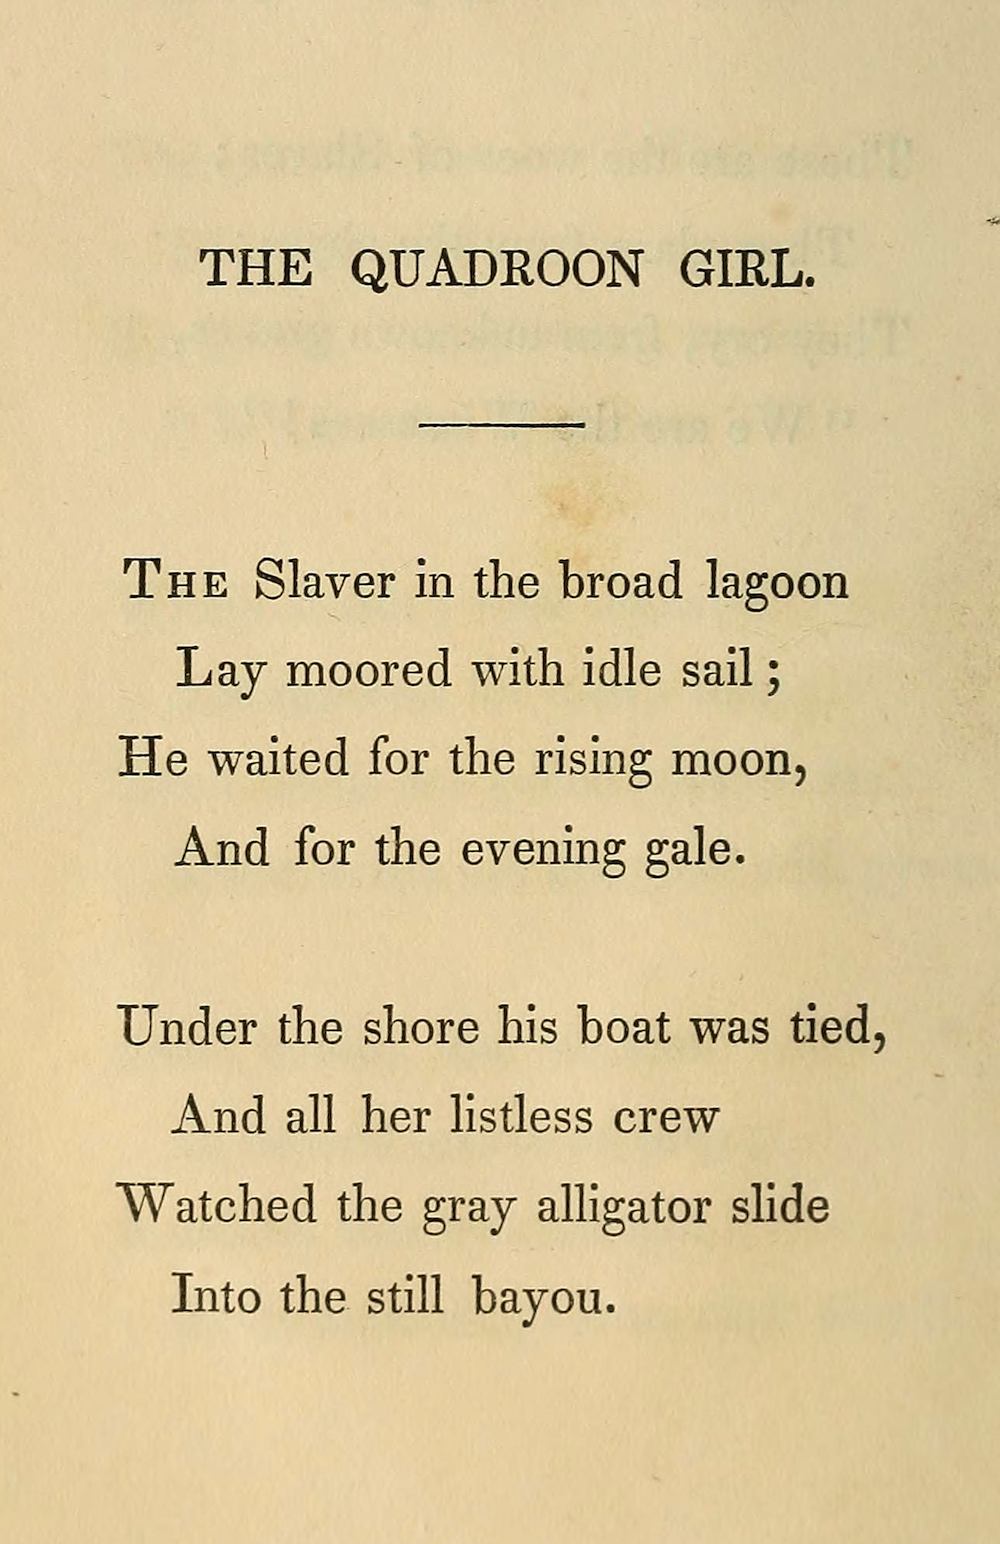 THE QUADROON GIRL.
THE Slaver in the broad lagoon
Lay moored with idle sail;
He waited for the rising moon,
And for the evening gale.
Under the shore his boat was tied,
And all her listless crew
Watched the gray alligator slide
Into the still bayou.